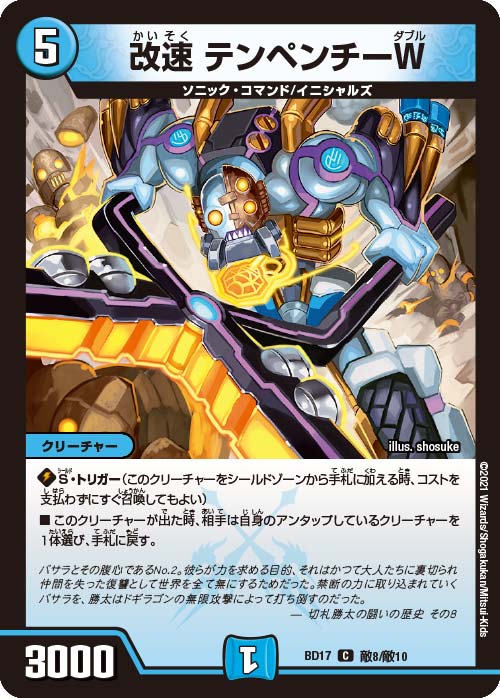 5
改速 テンペンチーW
かいそく ダブル
ソニック・コマンド/イニシャルズ
クリーチャー
illus. shosuke
S・トリガー(このクリーチャーをシールドゾーンから手札に加える時、コストを
支払わずにすぐ召喚してもよい)
■ このクリーチャーが出た時、相手は自身のアンタップしているクリーチャーを
1体選び、手札に戻す。
バサラとその腹心であるNo.2。彼らが力を求める目的、それはかつて大人たちに裏切られ
仲間を失った復讐として世界を全て無にするためだった。禁断の力に取り込まれていく
バサラを、勝太はドギラゴンの無限攻撃によって打ち倒すのだった。
― 切札勝太の闘いの歴史 その8
©2021 Wizards/Shogakukan/Mitsui-Kids
3000
1
BD17 C 敵8/敵10